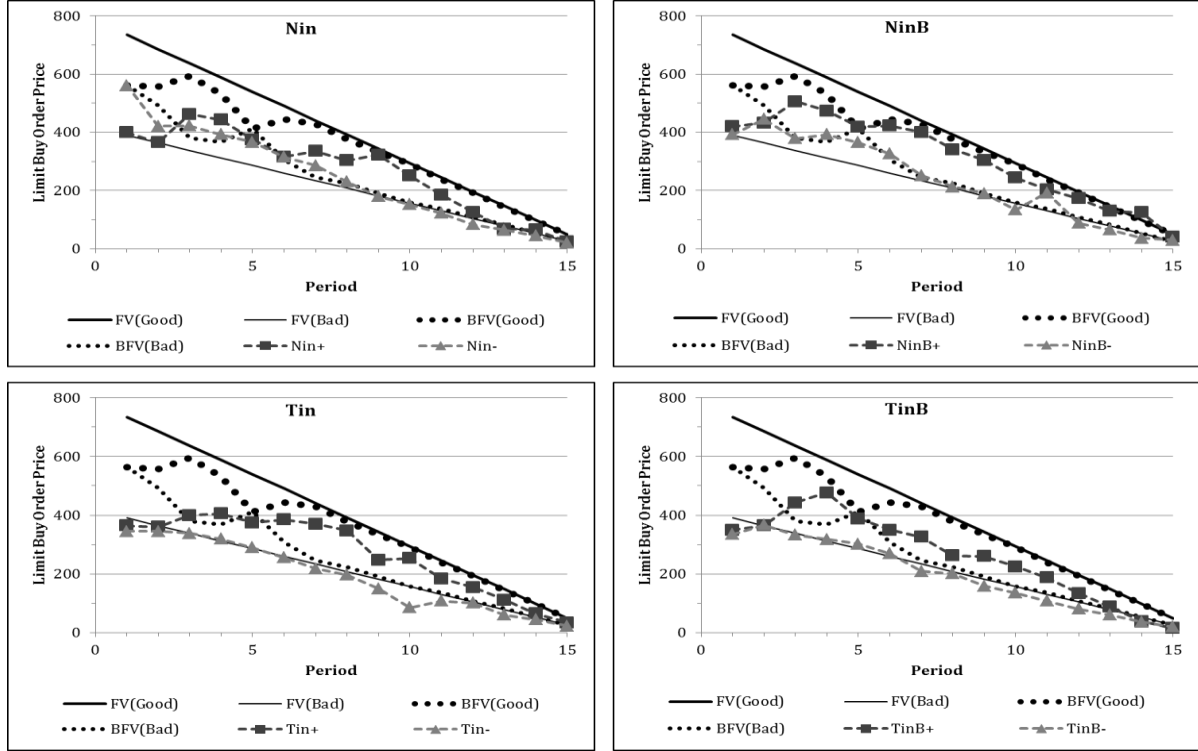 Nin
Limit Buy Order Price
800
600
400
200
0
0 5 10 15
Period
FV(Good) FV(Bad) BFV(Good)
BFV(Bad) Nin+ Nin-
NinB
Limit Buy Order Price
800
600
400
200
0
0 5 10 15
Period
FV(Good) FV(Bad) BFV(Good)
BFV(Bad) NinB+ NinB-
Tin
Limit Buy Order Price
800
600
400
200
0
0 5 10 15
Period
FV(Good) FV(Bad) BFV(Good)
BFV(Bad) Tin+ Tin-
TinB
Limit Buy Order Price
800
600
400
200
0
0 5 10 15
Period
FV(Good) FV(Bad) BFV(Good)
BFV(Bad) TinB+ TinB-